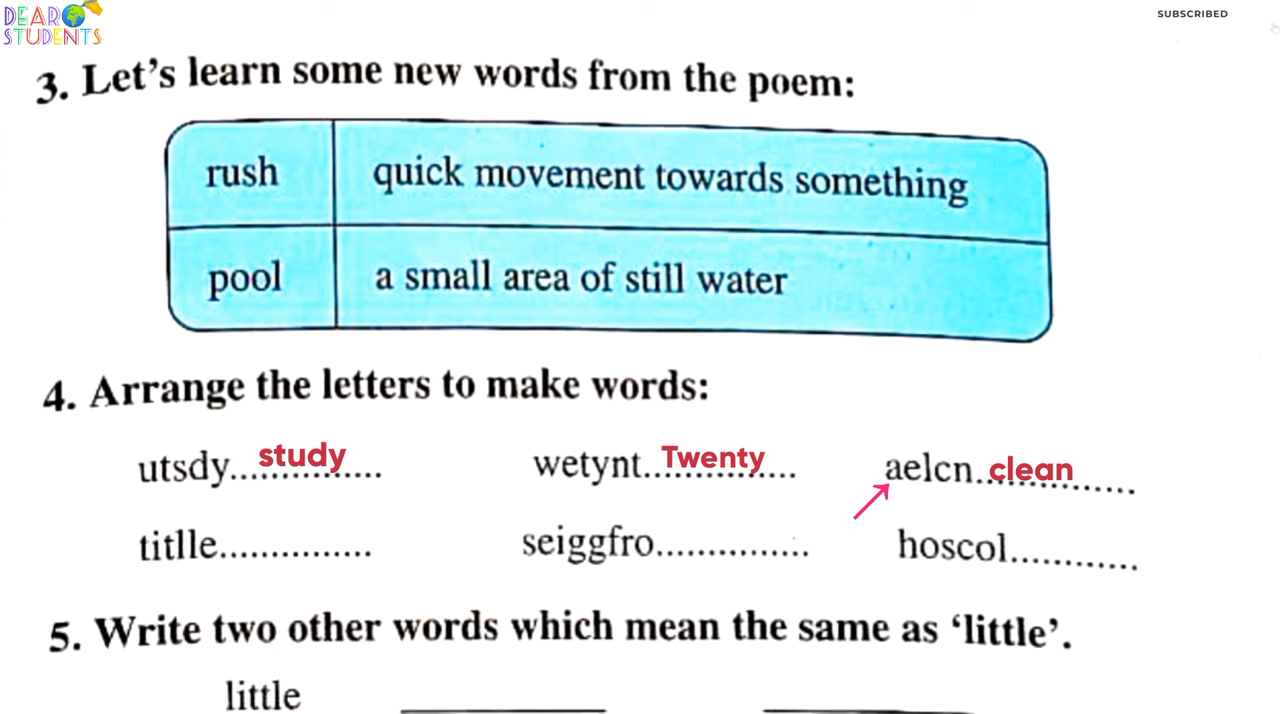 DEAR
STUDENTS
SUBSCRIBED
3. Let's learn some new words from the poem:
rush quick movement towards something
pool a small area of still water
4. Arrange the letters to make words:
utsdy...study... wetynt...Twenty... aelcn...clean...
titlle............... seiggfro............... hoscol............
5. Write two other words which mean the same as 'little'.
little